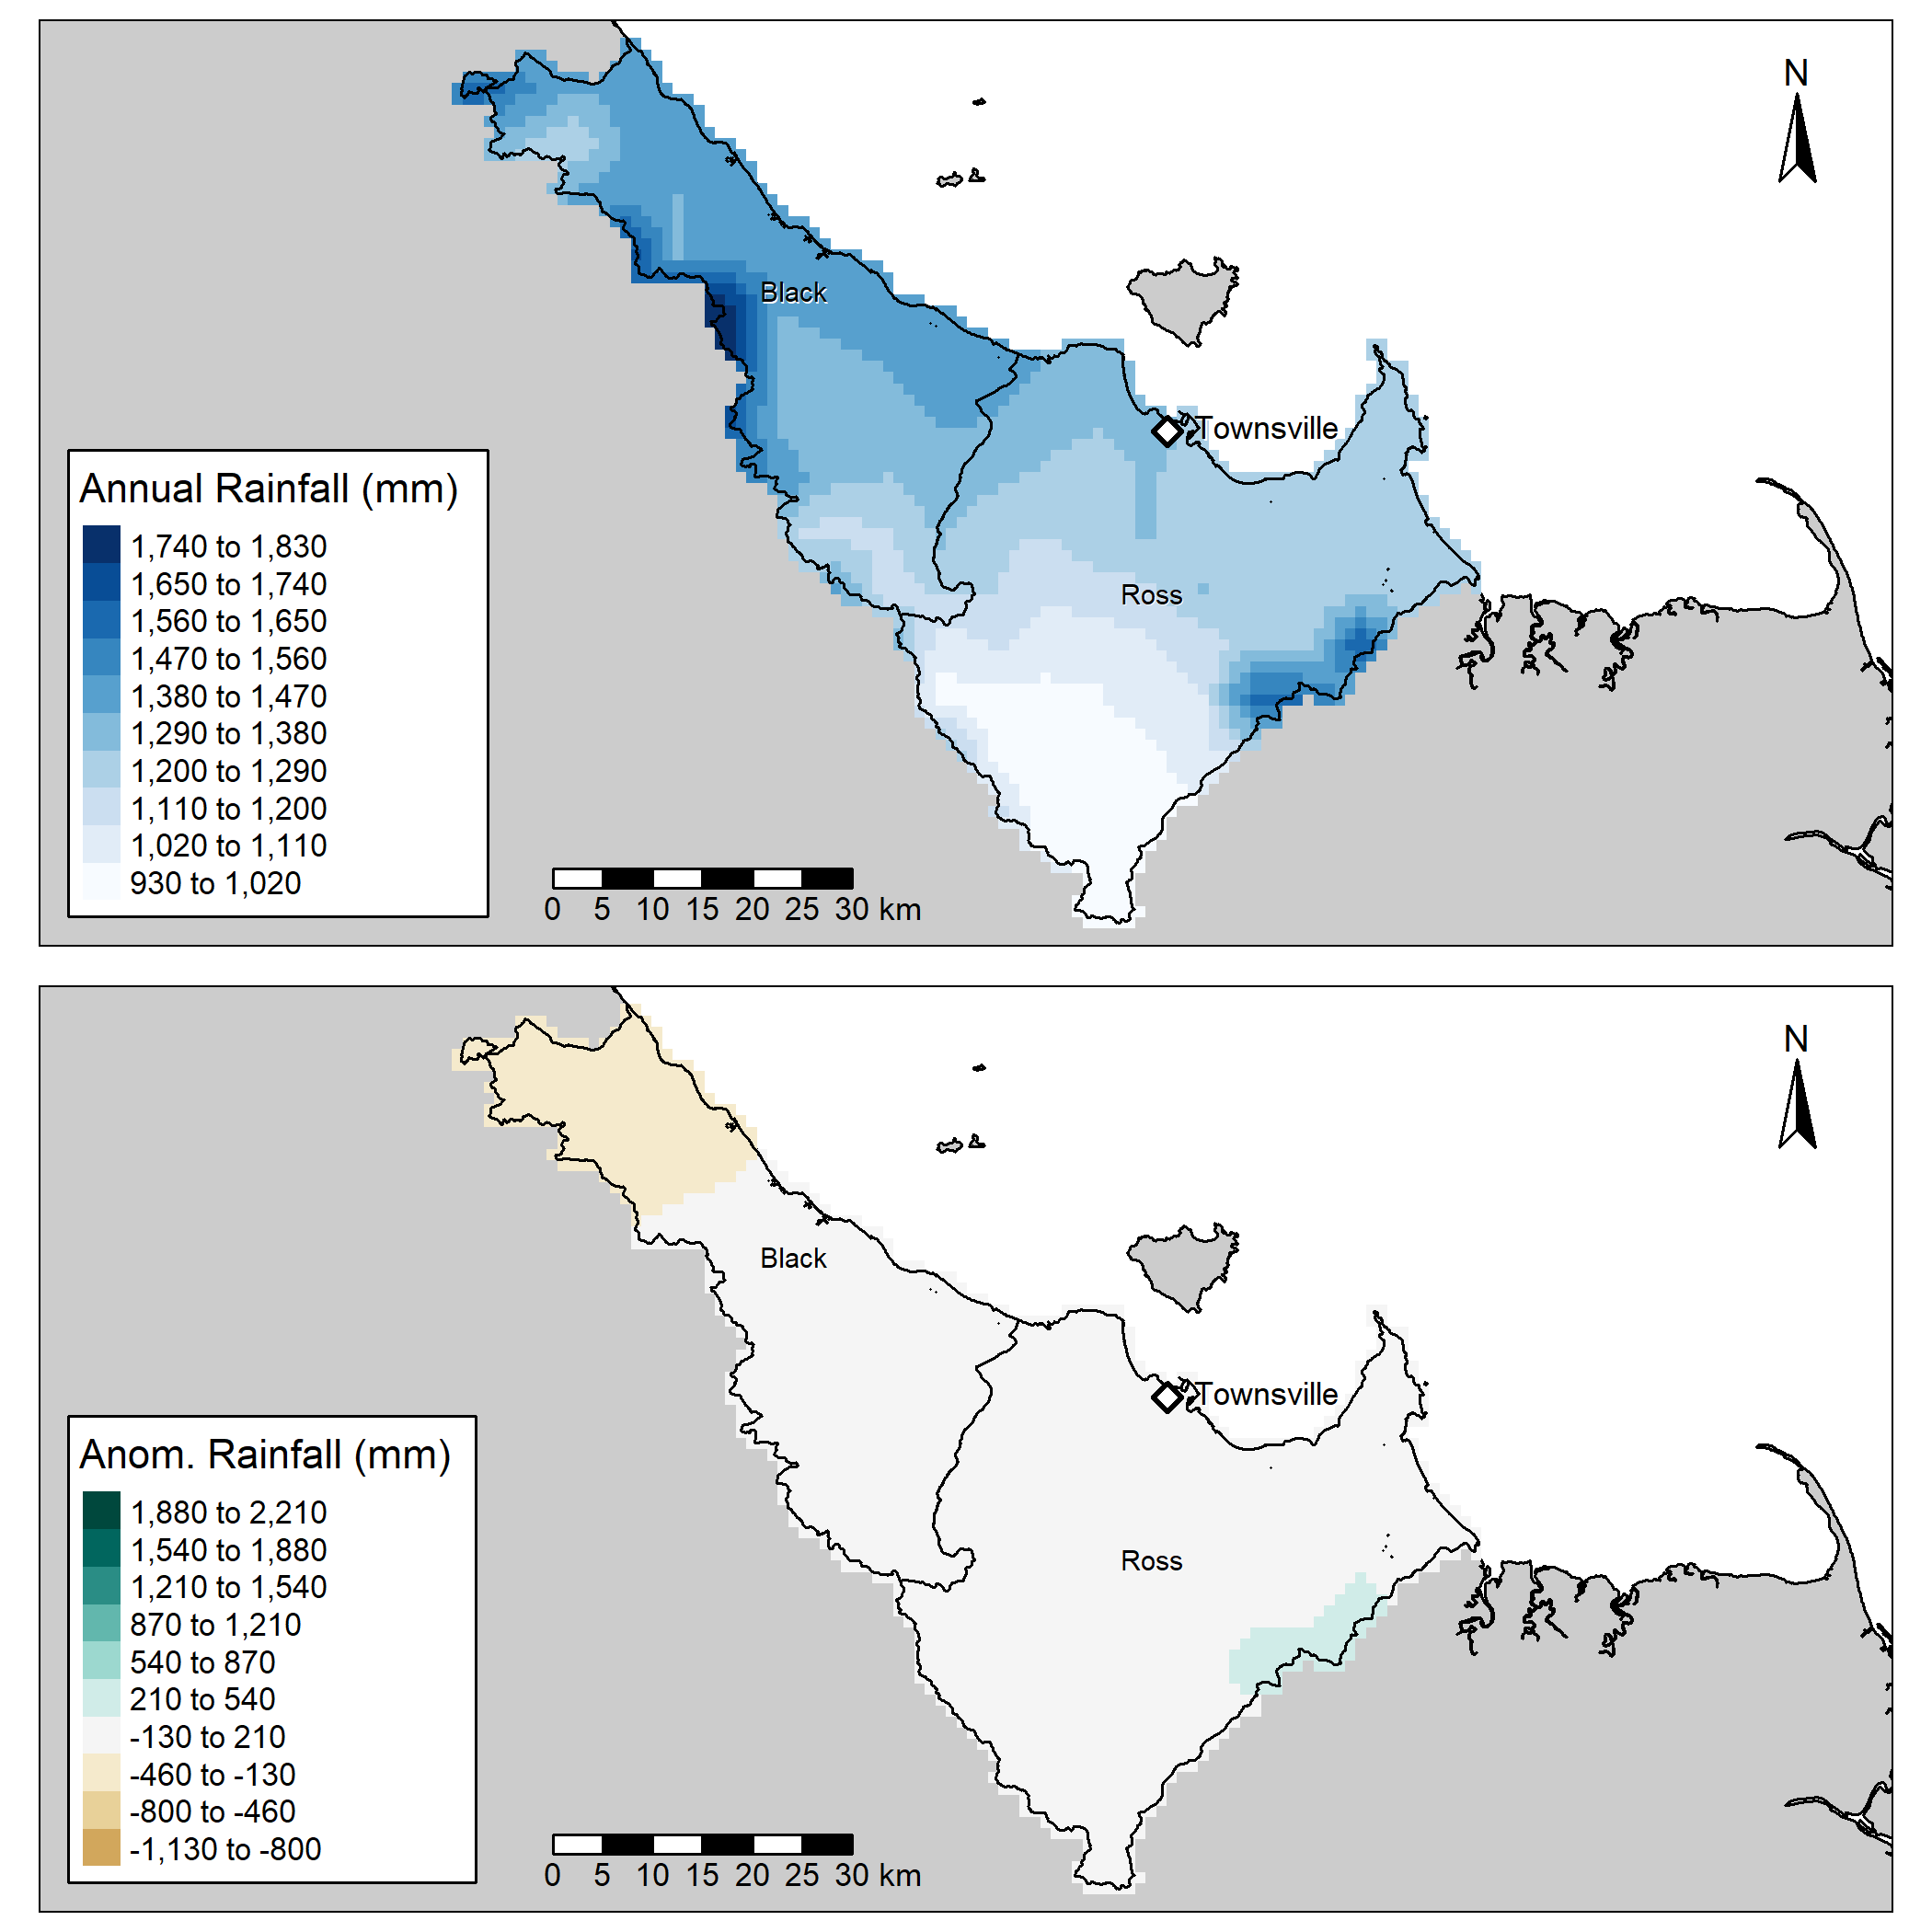 N
Black
Townsville
Ross
Annual Rainfall (mm)
1,740 to 1,830
1,650 to 1,740
1,560 to 1,650
1,470 to 1,560
1,380 to 1,470
1,290 to 1,380
1,200 to 1,290
1,110 to 1,200
1,020 to 1,110
930 to 1,020
0 5 10 15 20 25 30 km
N
Black
Townsville
Ross
Anom. Rainfall (mm)
1,880 to 2,210
1,540 to 1,880
1,210 to 1,540
870 to 1,210
540 to 870
210 to 540
-130 to 210
-460 to -130
-800 to -460
-1,130 to -800
0 5 10 15 20 25 30 km